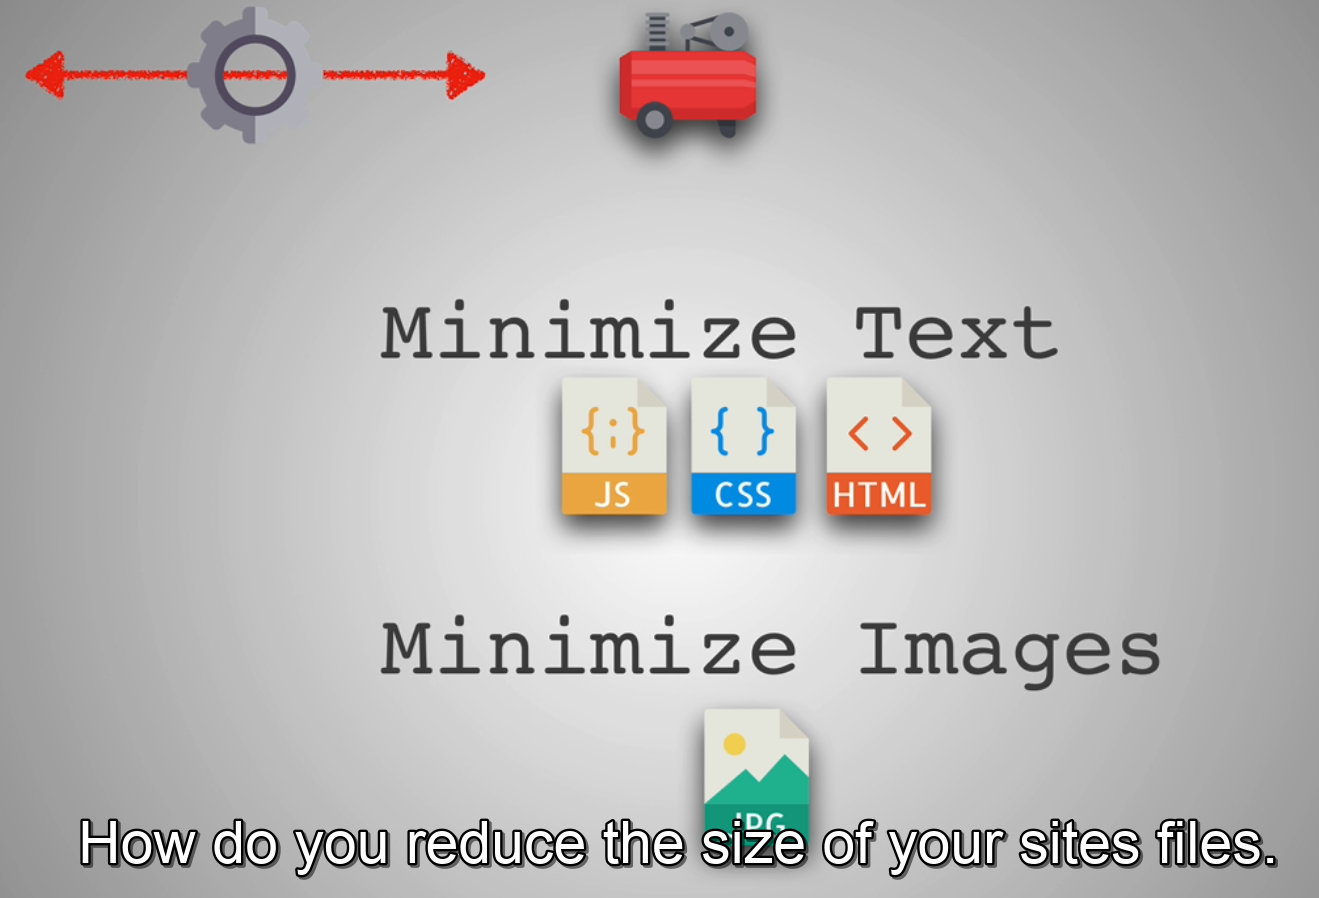 Minimize Text
{;} { } < >
JS CSS HTML
Minimize Images
JPG
How do you reduce the size of your sites files.